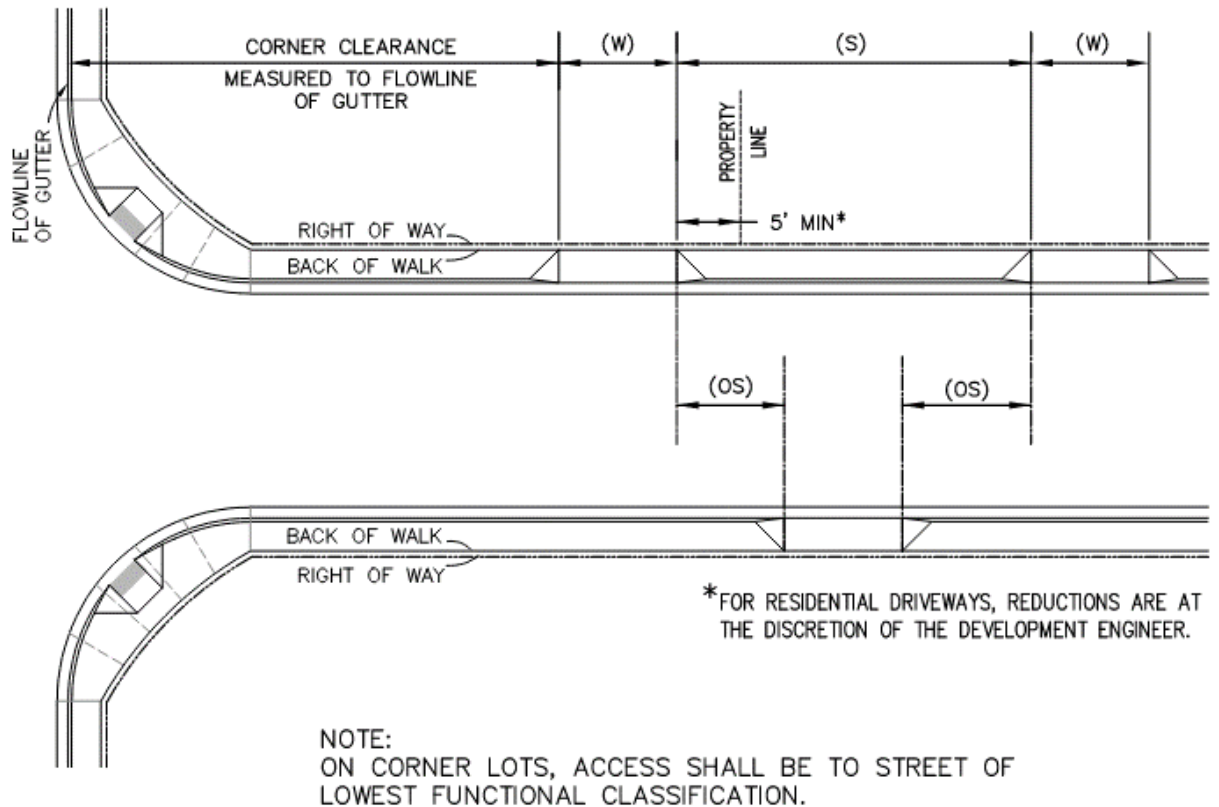 CORNER CLEARANCE
MEASURED TO FLOWLINE
OF GUTTER
(W)
(S)
(W)
FLOWLINE
OF GUTTER
PROPERTY
LINE
5' MIN*
RIGHT OF WAY
BACK OF WALK
(OS)
(OS)
BACK OF WALK
RIGHT OF WAY
*FOR RESIDENTIAL DRIVEWAYS, REDUCTIONS ARE AT
THE DISCRETION OF THE DEVELOPMENT ENGINEER.
NOTE:
ON CORNER LOTS, ACCESS SHALL BE TO STREET OF
LOWEST FUNCTIONAL CLASSIFICATION.